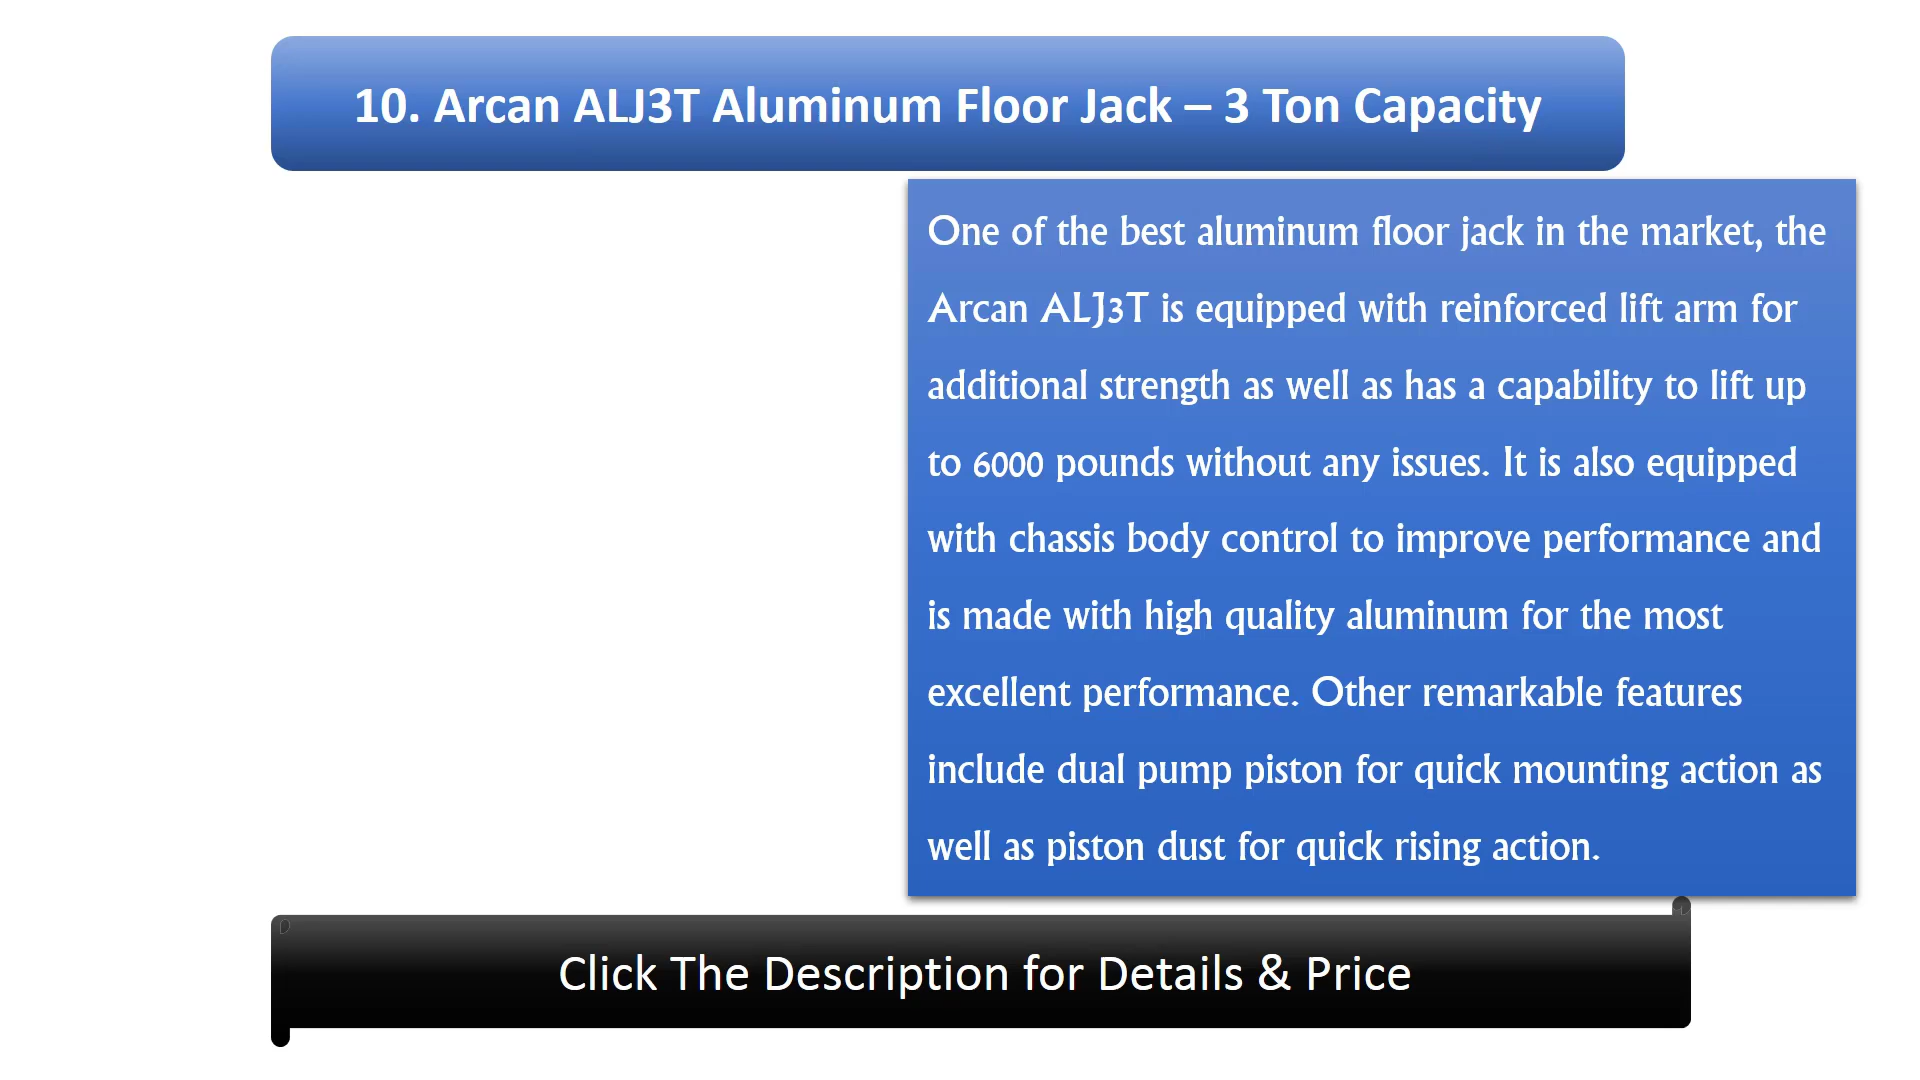 10. Arcan ALJ3T Aluminum Floor Jack – 3 Ton Capacity
One of the best aluminum floor jack in the market, the
Arcan ALJ3T is equipped with reinforced lift arm for
additional strength as well as has a capability to lift up
to 6000 pounds without any issues. It is also equipped
with chassis body control to improve performance and
is made with high quality aluminum for the most
excellent performance. Other remarkable features
include dual pump piston for quick mounting action as
well as piston dust for quick rising action.
Click The Description for Details & Price